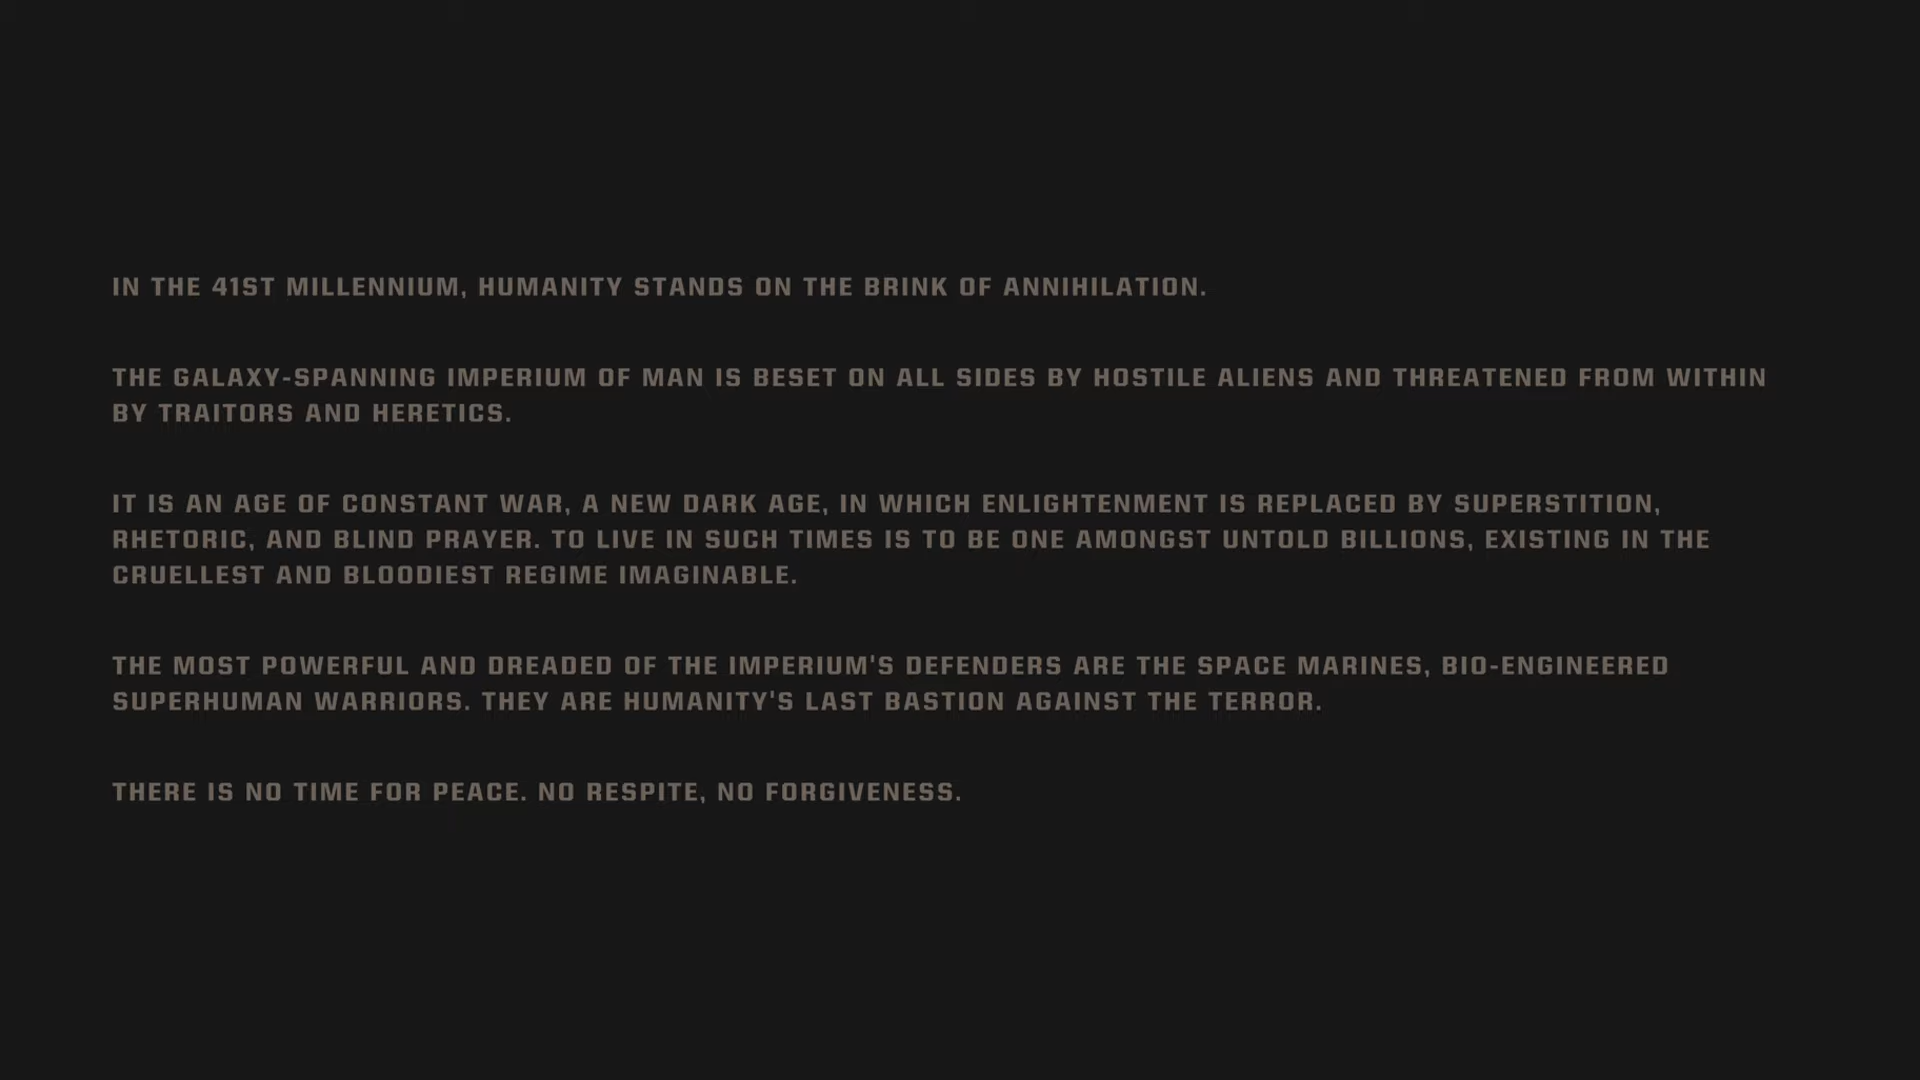 IN THE 41ST MILLENNIUM, HUMANITY STANDS ON THE BRINK OF ANNIHILATION.
THE GALAXY-SPANNING IMPERIUM OF MAN IS BESET ON ALL SIDES BY HOSTILE ALIENS AND THREATENED FROM WITHIN
BY TRAITORS AND HERETICS.
IT IS AN AGE OF CONSTANT WAR, A NEW DARK AGE, IN WHICH ENLIGHTENMENT IS REPLACED BY SUPERSTITION,
RHETORIC, AND BLIND PRAYER. TO LIVE IN SUCH TIMES IS TO BE ONE AMONGST UNTOLD BILLIONS, EXISTING IN THE
CRUELLEST AND BLOODIEST REGIME IMAGINABLE.
THE MOST POWERFUL AND DREADED OF THE IMPERIUM'S DEFENDERS ARE THE SPACE MARINES, BIO-ENGINEERED
SUPERHUMAN WARRIORS. THEY ARE HUMANITY'S LAST BASTION AGAINST THE TERROR.
THERE IS NO TIME FOR PEACE. NO RESPITE, NO FORGIVENESS.